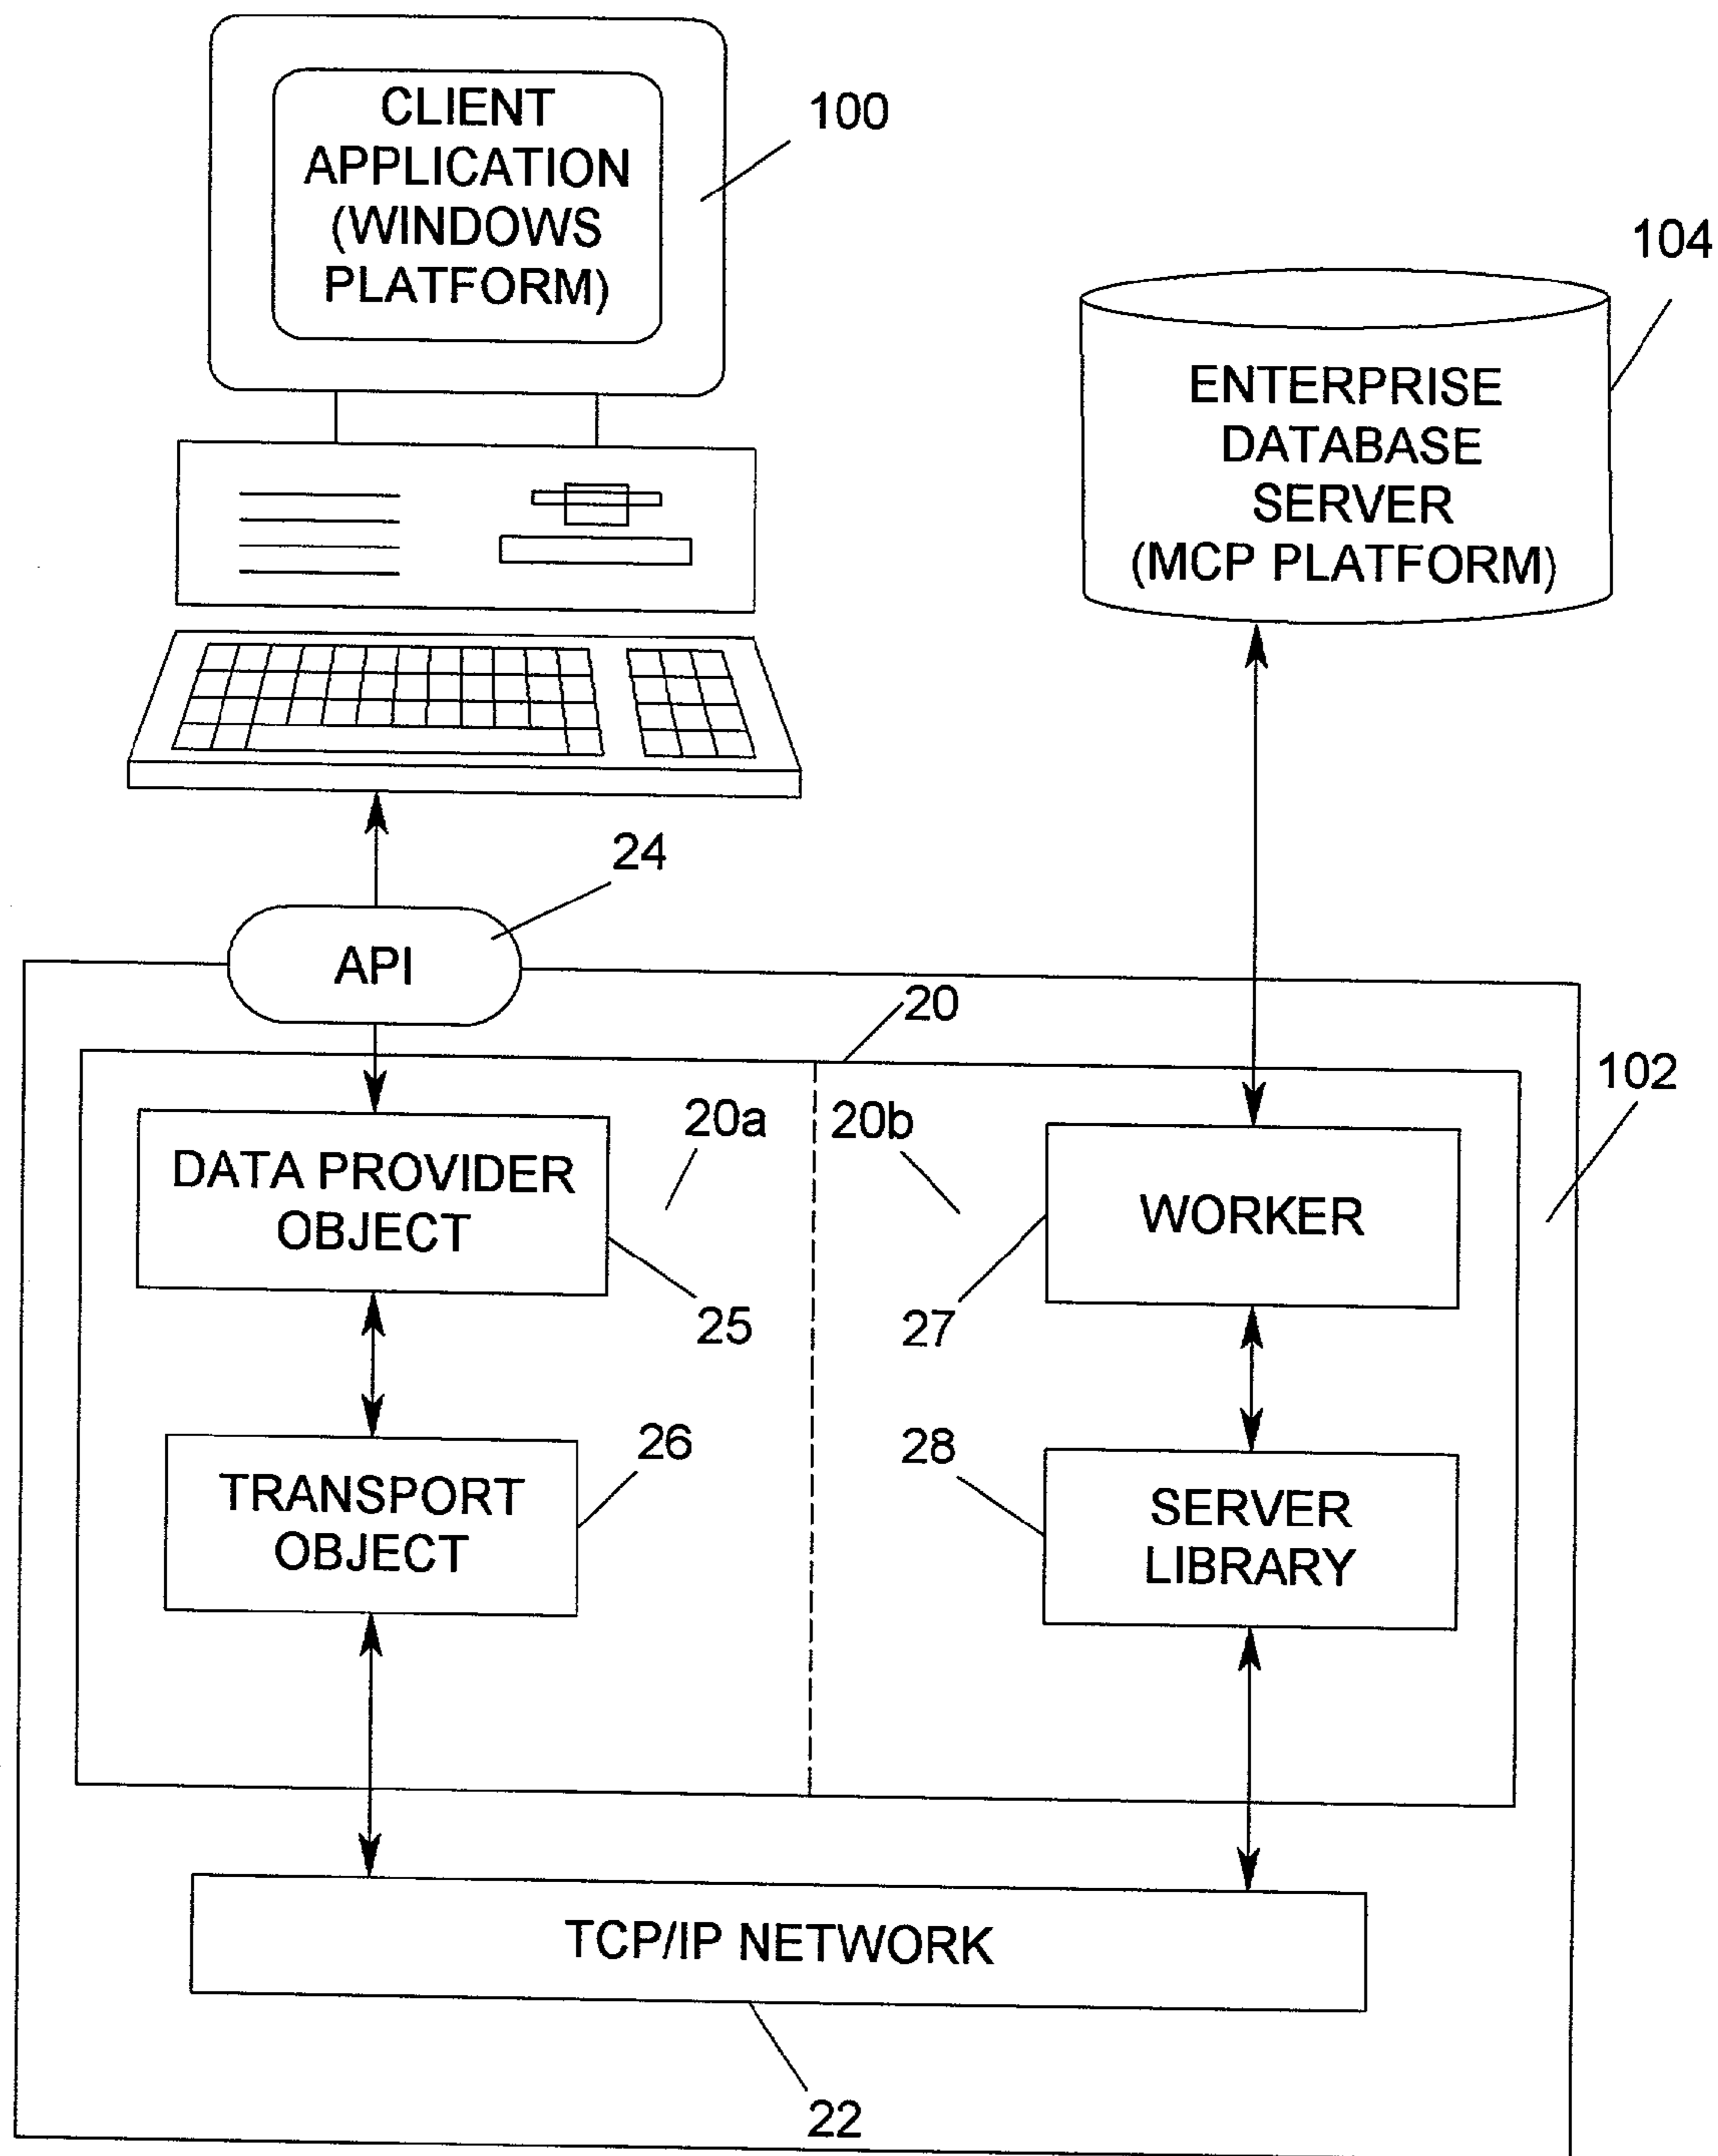 CLIENT
APPLICATION
(WINDOWS
PLATFORM)
100
104
ENTERPRISE
DATABASE
SERVER
(MCP PLATFORM)
24
API
20
102
20a
20b
DATA PROVIDER
OBJECT
WORKER
25
27
26
28
TRANSPORT
OBJECT
SERVER
LIBRARY
TCP/IP NETWORK
22